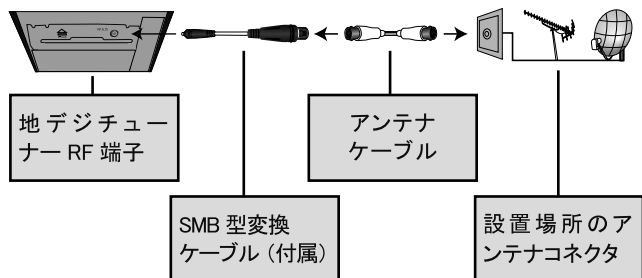 地デジチュー
ナー RF 端子
アンテナ
ケーブル
SMB 型変換
ケーブル（付属）
設置場所のア
ンテナコネクタ